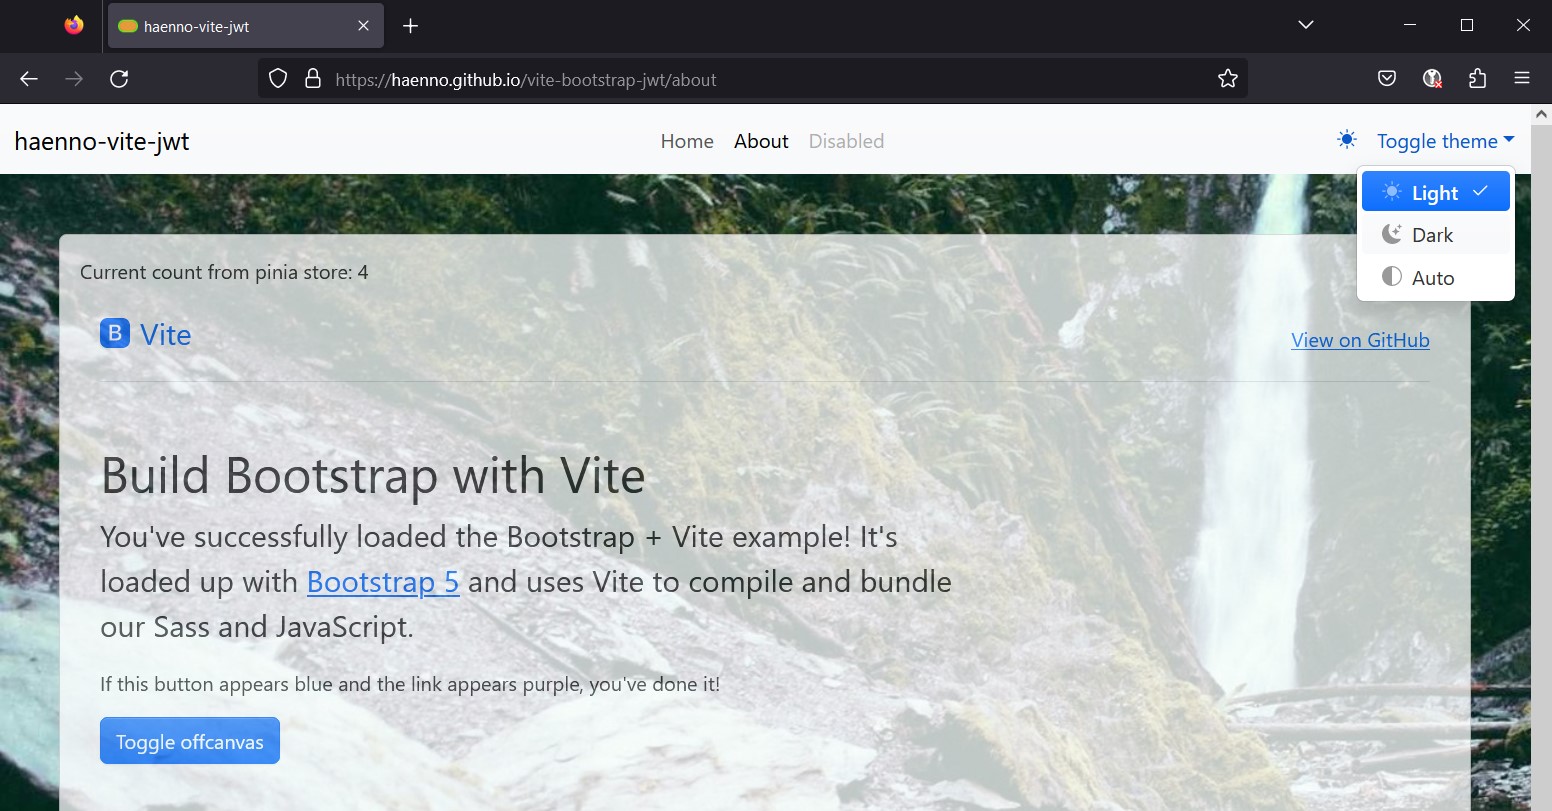 haenno-vite-jwt
https://haenno.github.io/vite-bootstrap-jwt/about
haenno-vite-jwt
Home About Disabled
Toggle theme
Light
Dark
Auto
Current count from pinia store: 4
B Vite
View on GitHub
Build Bootstrap with Vite
You've successfully loaded the Bootstrap + Vite example! It's
loaded up with Bootstrap 5 and uses Vite to compile and bundle
our Sass and JavaScript.
If this button appears blue and the link appears purple, you've done it!
Toggle offcanvas